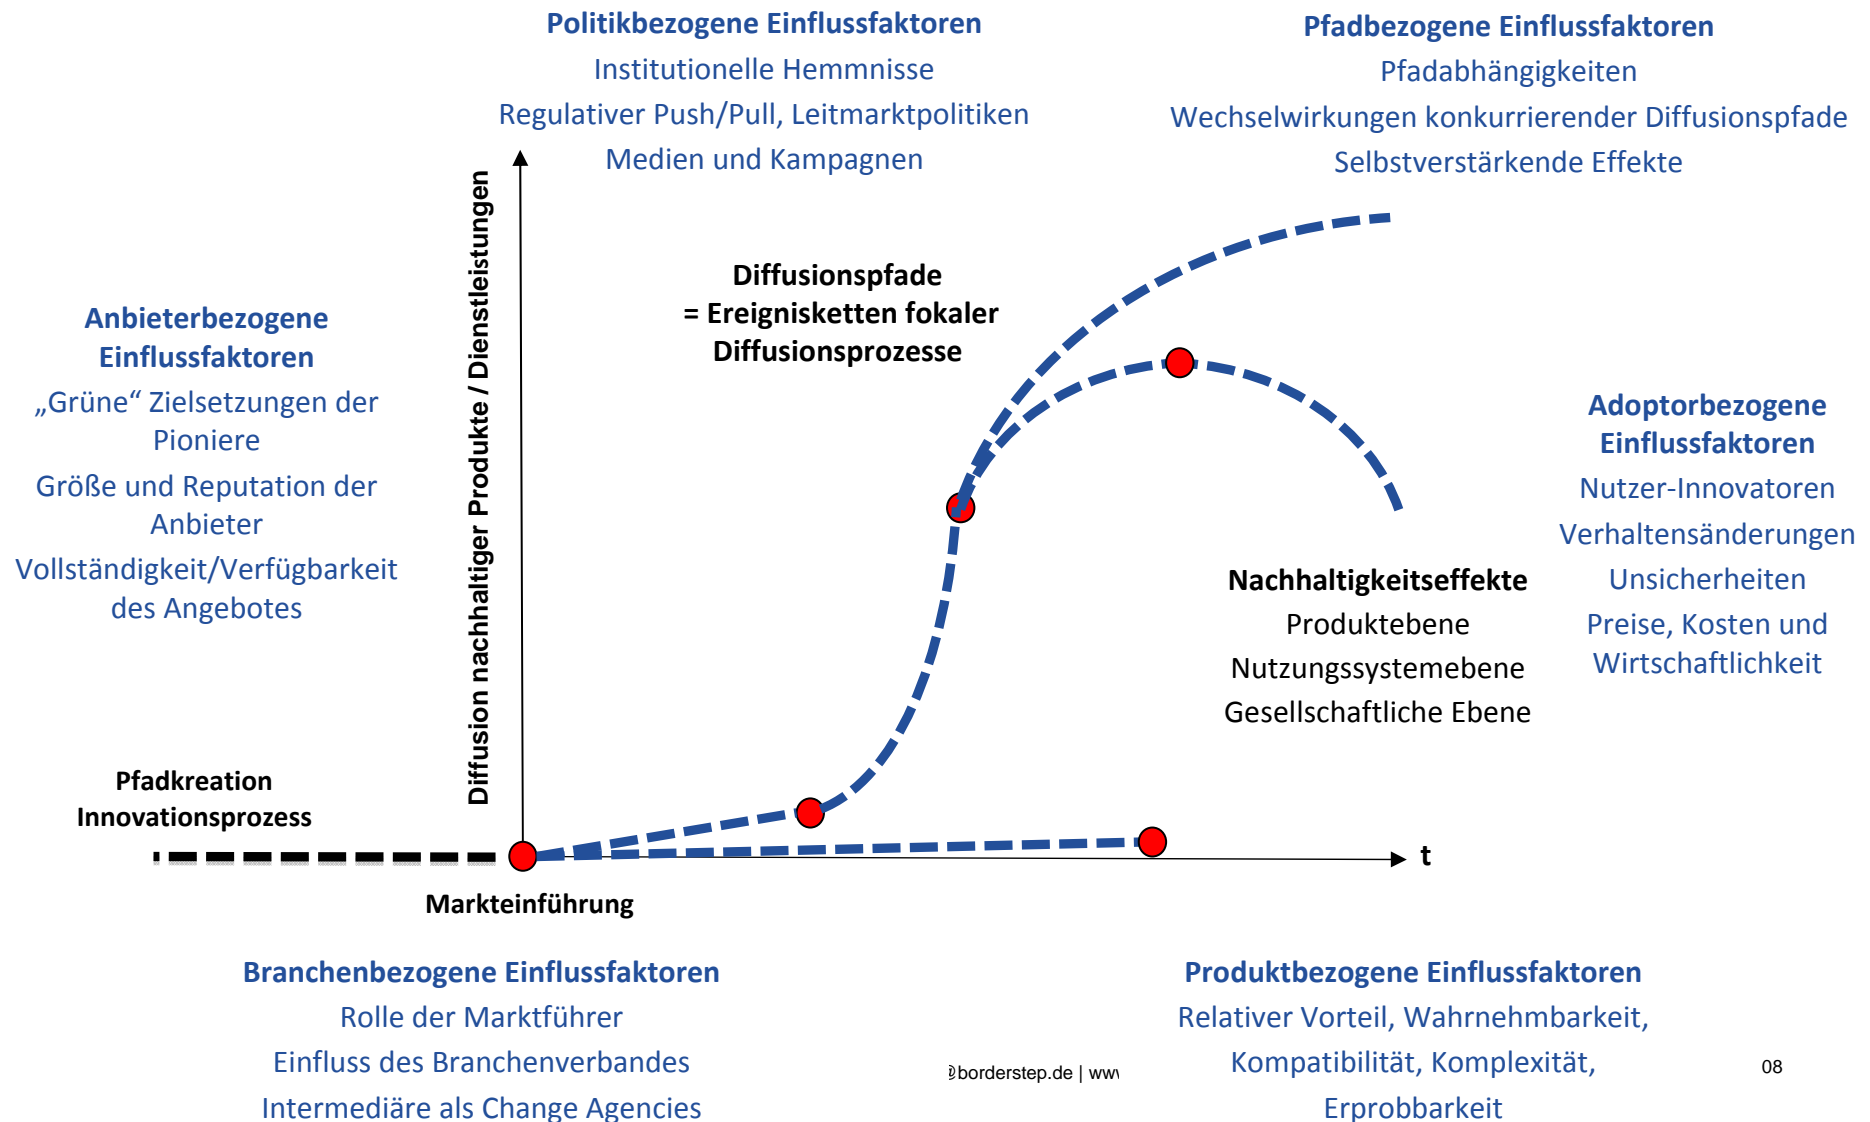 Politikbezogene Einflussfaktoren
Institutionelle Hemmnisse
Regulativer Push/Pull, Leitmarktpolitiken
Medien und Kampagnen
Pfadbezogene Einflussfaktoren
Pfadabhängigkeiten
Wechselwirkungen konkurrierender Diffusionspfade
Selbstverstärkende Effekte
Anbieterbezogene
Einflussfaktoren
„Grüne“ Zielsetzungen der
Pioniere
Größe und Reputation der
Anbieter
Vollständigkeit/Verfügbarkeit
des Angebotes
Diffusion nachhaltiger Produkte / Dienstleistungen
Diffusionspfade
= Ereignisketten fokaler
Diffusionsprozesse
Adoptorbezogene
Einflussfaktoren
Nutzer-Innovatoren
Verhaltensänderungen
Unsicherheiten
Preise, Kosten und
Wirtschaftlichkeit
Nachhaltigkeitseffekte
Produktebene
Nutzungssystemebene
Gesellschaftliche Ebene
Pfadkreation
Innovationsprozess
t
Markteinführung
Branchenbezogene Einflussfaktoren
Rolle der Marktführer
Einfluss des Branchenverbandes
Intermediäre als Change Agencies
Produktbezogene Einflussfaktoren
Relativer Vorteil, Wahrnehmbarkeit,
Kompatibilität, Komplexität,
Erprobbarkeit
@borderstep.de | www
08